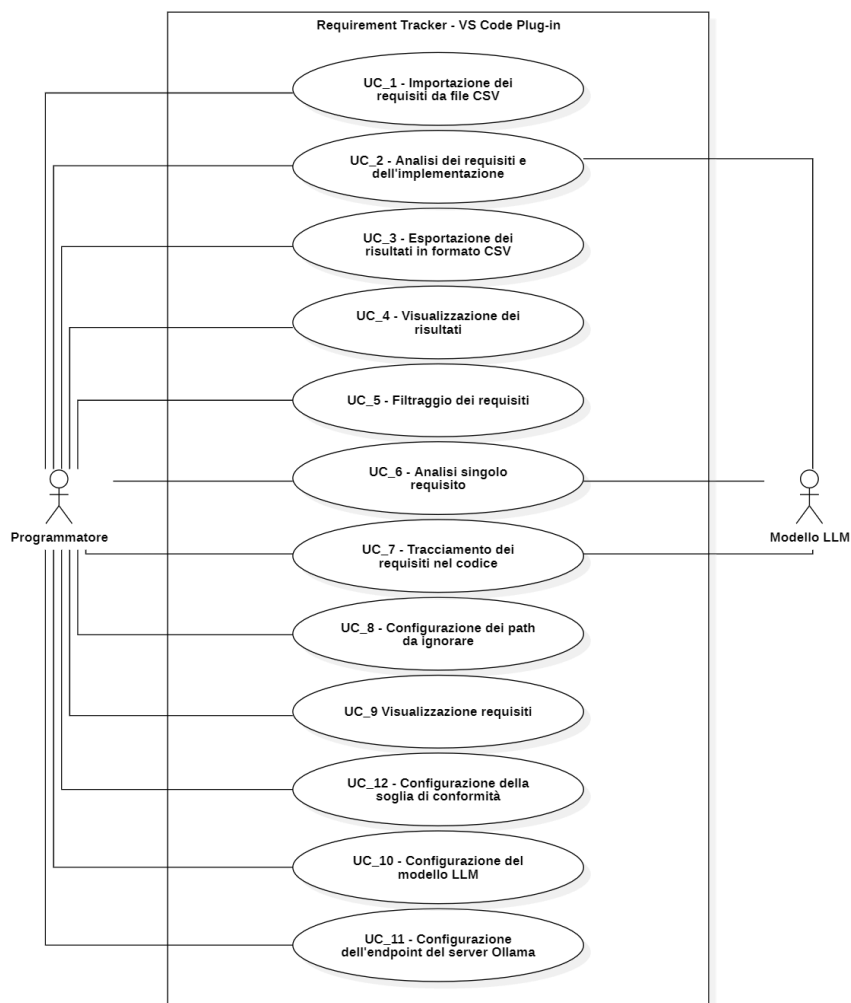 Requirement Tracker - VS Code Plug-in
UC_1 - Importazione dei
requisiti da file CSV
UC_2 - Analisi dei requisiti e
dell'implementazione
UC_3 - Esportazione dei
risultati in formato CSV
UC_4 - Visualizzazione dei
risultati
UC_5 - Filtraggio dei requisiti
UC_6 - Analisi singolo
requisito
Programmatore
Modello LLM
UC_7 - Tracciamento dei
requisiti nel codice
UC_8 - Configurazione dei path
da ignorare
UC_9 Visualizzazione requisiti
UC_12 - Configurazione della
soglia di conformità
UC_10 - Configurazione del
modello LLM
UC_11 - Configurazione
dell'endpoint del server Ollama